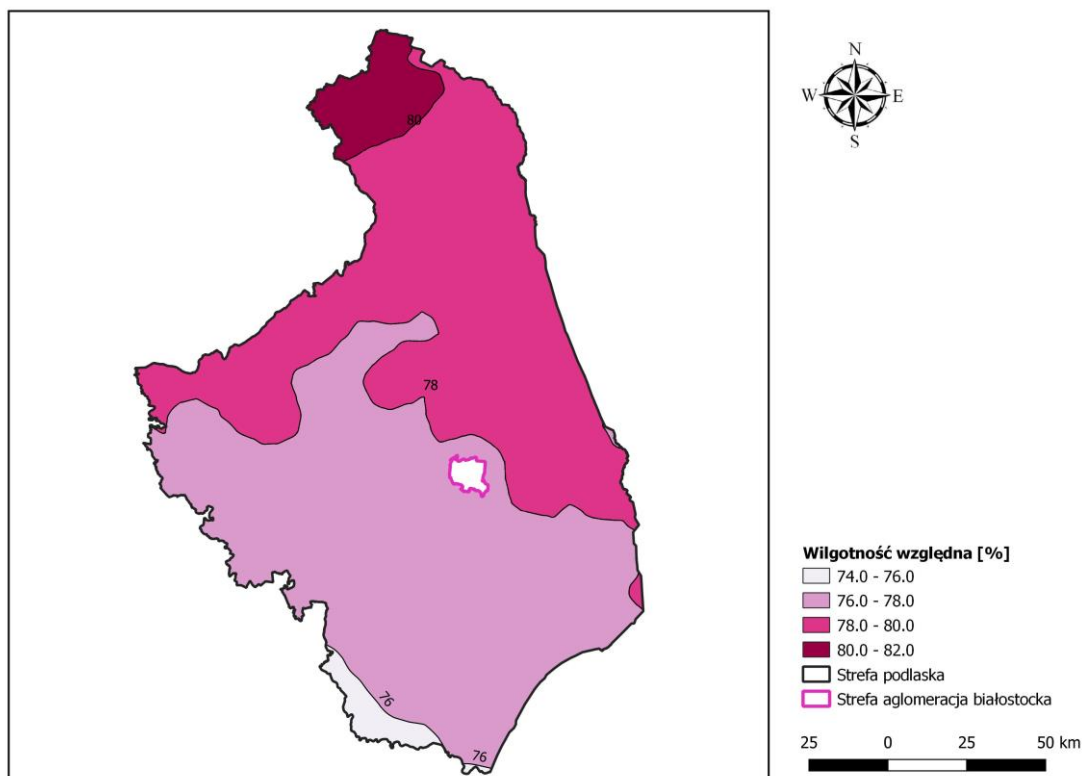 N
W E
S
80
78
76
76
Wilgotność względna [%]
74.0 - 76.0
76.0 - 78.0
78.0 - 80.0
80.0 - 82.0
Strefa podlaska
Strefa aglomeracja białostocka
25 0 25 50 km